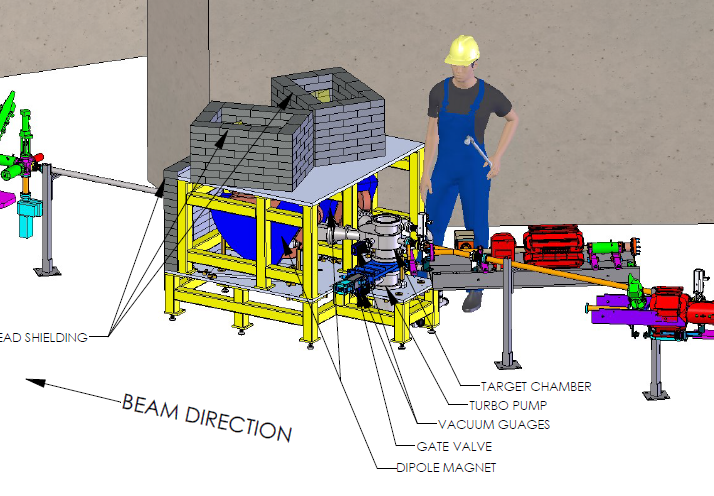 EAD SHIELDING
BEAM DIRECTION
TARGET CHAMBER
TURBO PUMP
VACUUM GUAGES
GATE VALVE
DIPOLE MAGNET